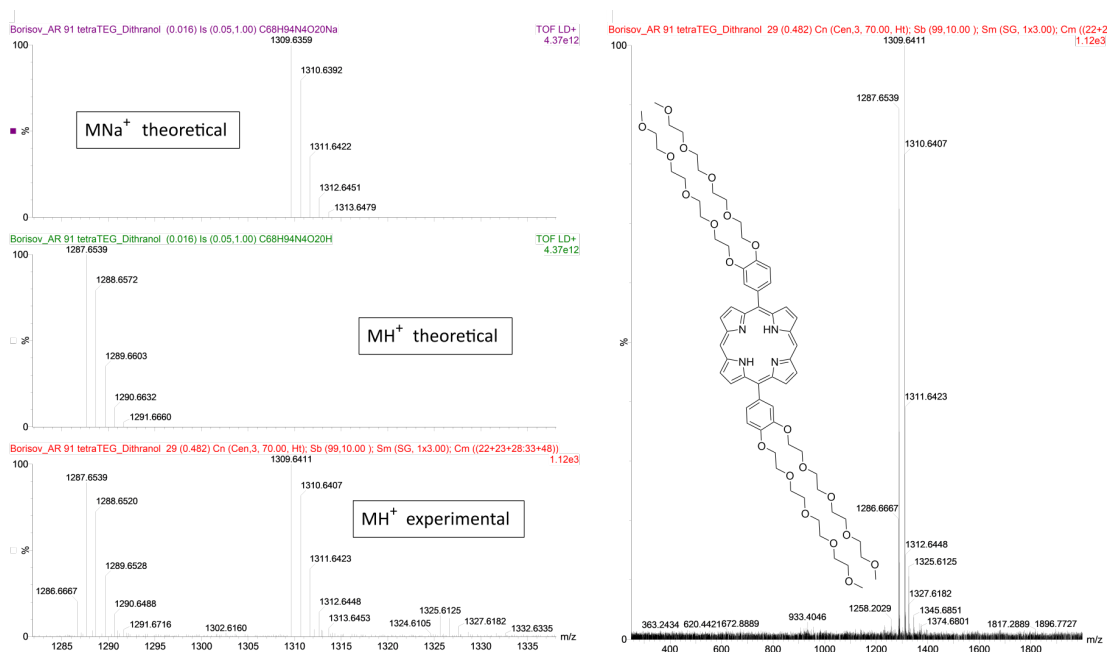 Borisov_AR 91 tetraTEG_Dithranol (0.016) Is (0.05,1.00) C68H94N4O20Na
TOF LD+
4.37e12
1309.6359
100
1310.6392
MNa+ theoretical
%
1311.6422
1312.6451
1313.6479
0
Borisov_AR 91 tetraTEG_Dithranol (0.016) Is (0.05,1.00) C68H94N4O20H
TOF LD+
4.37e12
1287.6539
100
1288.6572
MH+ theoretical
%
1289.6603
1290.6632
1291.6660
0
Borisov_AR 91 tetraTEG_Dithranol 29 (0.482) Cn (Cen,3, 70.00, Ht); Sb (99,10.00 ); Sm (SG, 1x3.00); Cm ((22+23+28:33+48))
1.12e3
1309.6411
100
1287.6539
1310.6407
1288.6520
MH+ experimental
%
1311.6423
1289.6528
1286.6667
1290.6488
1312.6448
1325.6125
1291.6716
1302.6160
1313.6453
1324.6105
1327.6182
1332.6335
0
m/z
1285 1290 1295 1300 1305 1310 1315 1320 1325 1330 1335
Borisov_AR 91 tetraTEG_Dithranol 29 (0.482) Cn (Cen,3, 70.00, Ht); Sb (99,10.00 ); Sm (SG, 1x3.00); Cm ((22+2
1.12e3
1309.6411
100
1287.6539
1310.6407
O
O
O
O
O
O
O
O
O
O
N
HN
%
NH
N
1311.6423
O
O
O
O
O
O
O
O
O
O
1286.6667
1312.6448
1325.6125
1327.6182
1258.2029
1345.6851
933.4046
1374.6801
363.2434
620.4421
672.8889
1817.2889
1896.7727
0
m/z
400 600 800 1000 1200 1400 1600 1800